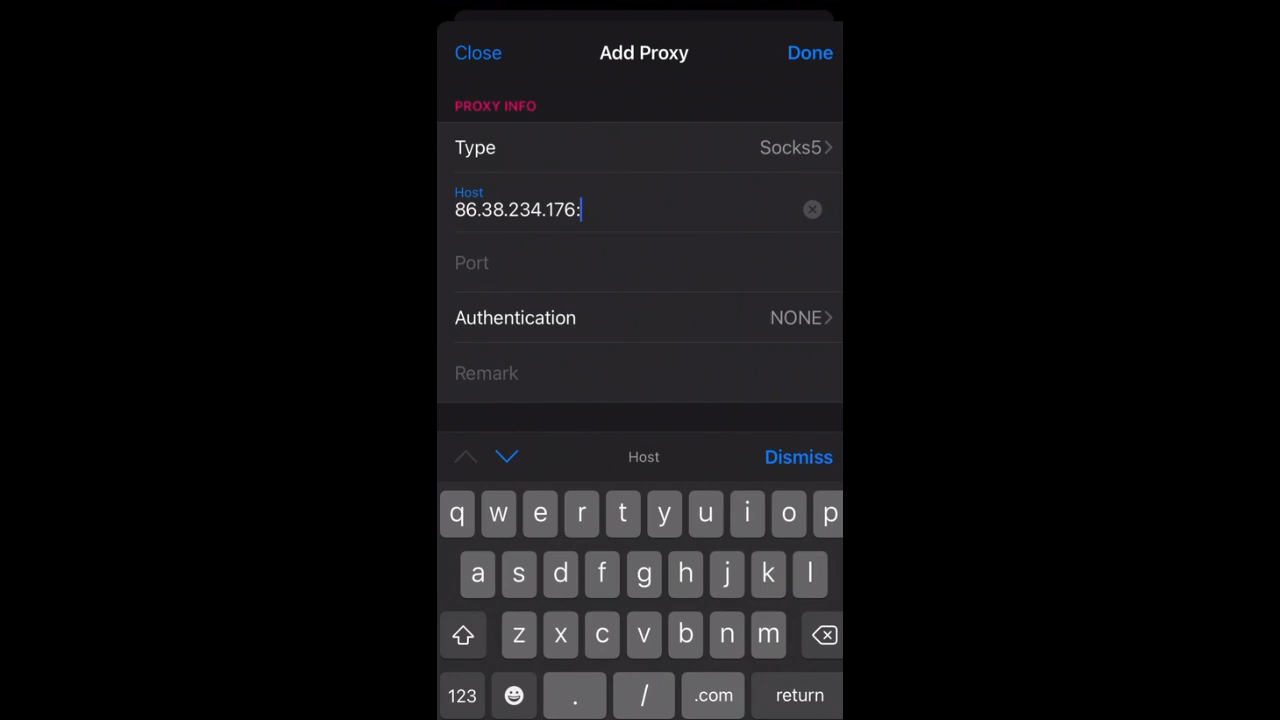 Close Add Proxy Done
PROXY INFO
Type Socks5
Host
86.38.234.176:
Port
Authentication NONE
Remark
Host Dismiss
q w e r t y u i o p
a s d f g h j k l
z x c v b n m
123 . / .com return